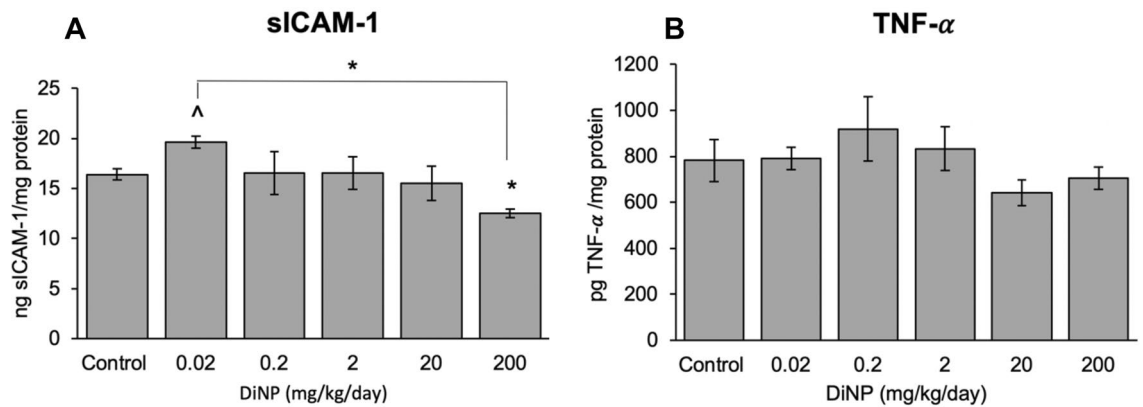 A
sICAM-1
ng sICAM-1/mg protein
25
20
15
10
5
0
*
^
*
Control 0.02 0.2 2 20 200
DiNP (mg/kg/day)
B
TNF-α
pg TNF-α /mg protein
1200
1000
800
600
400
200
0
Control 0.02 0.2 2 20 200
DiNP (mg/kg/day)